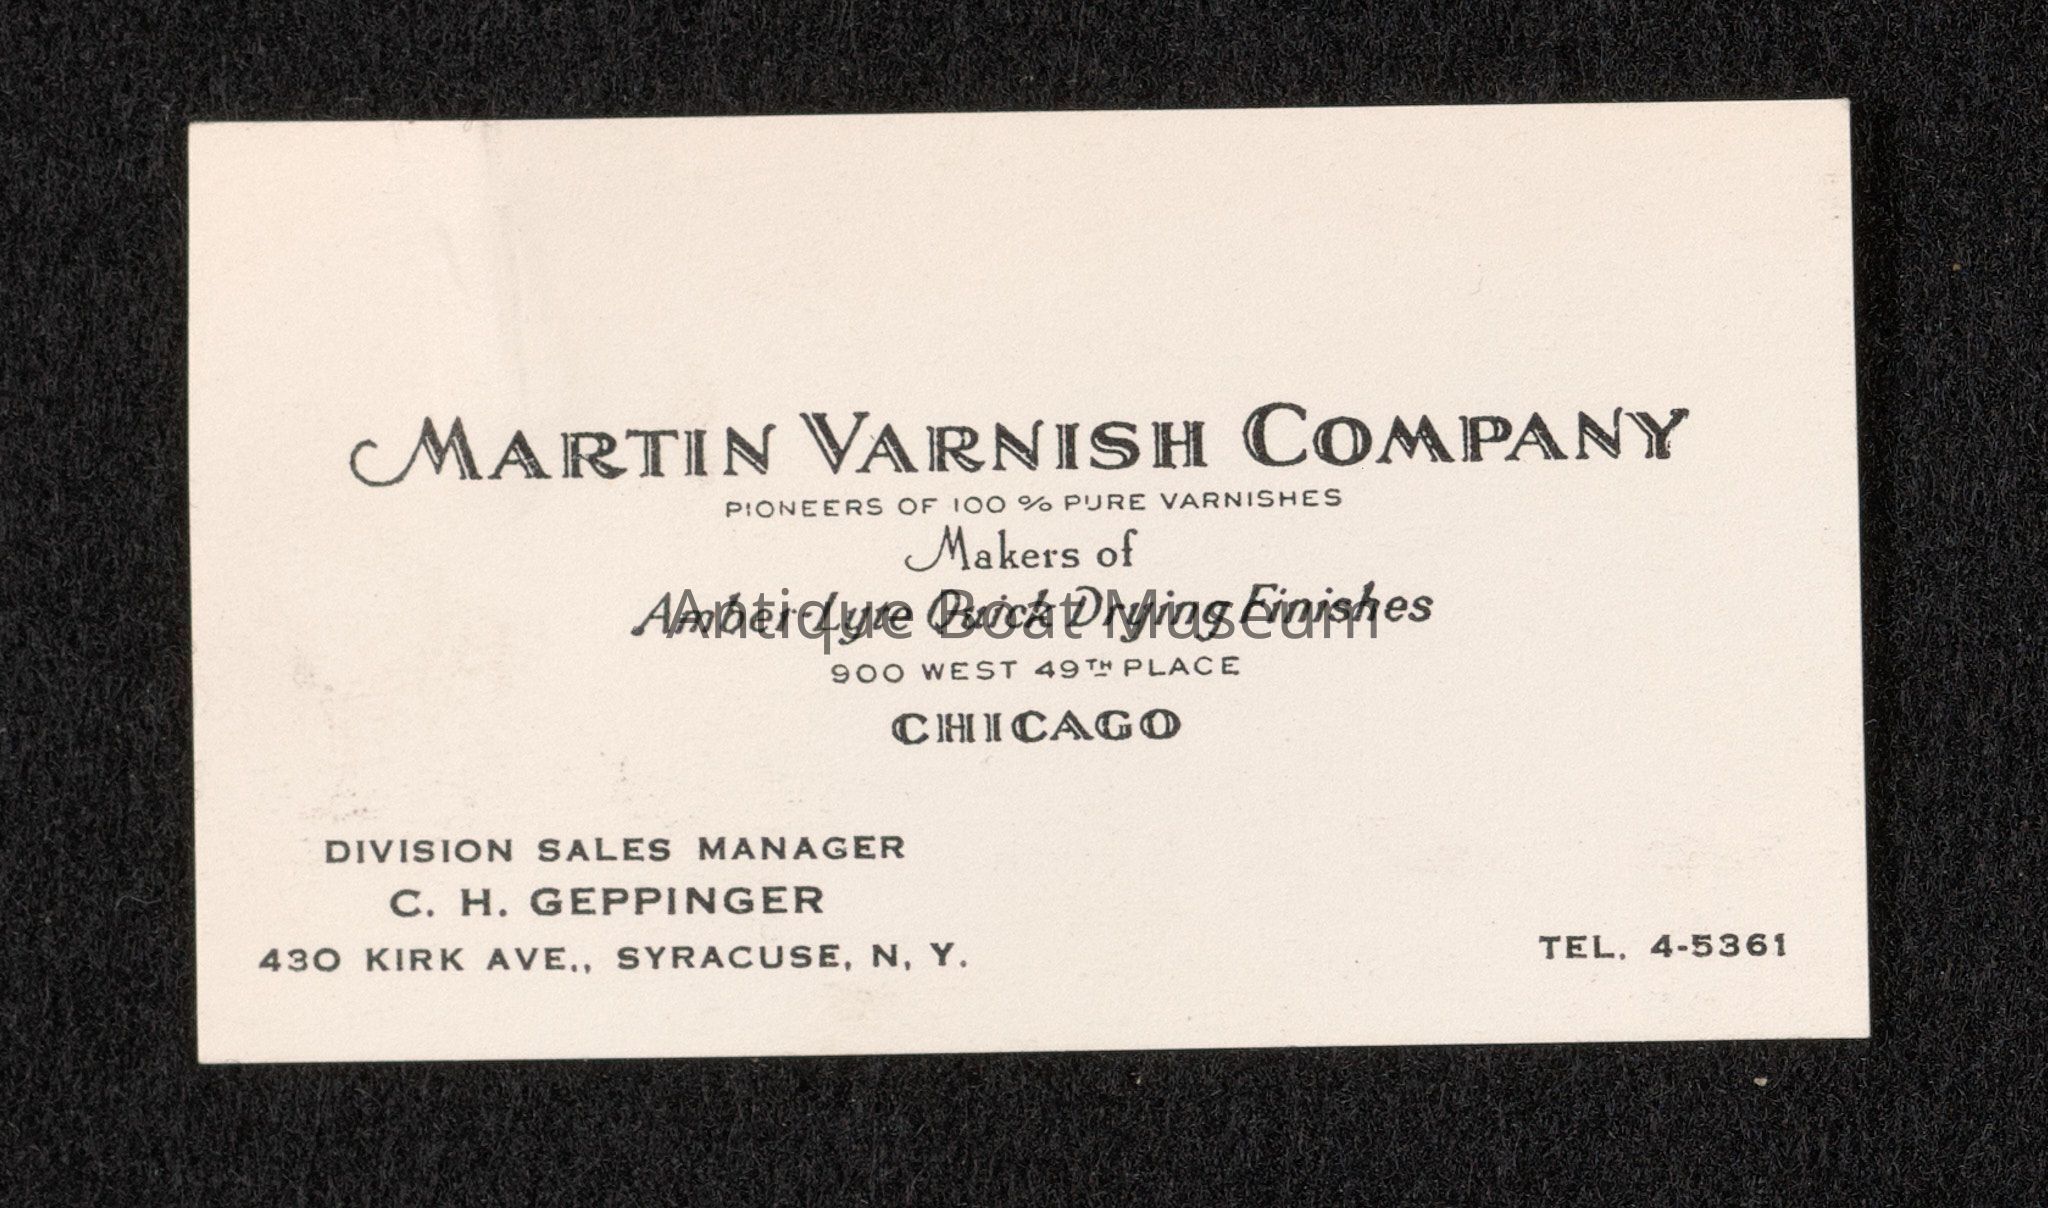 MARTIN VARNISH COMPANY
PIONEERS OF 100 % PURE VARNISHES
Makers of
Amber-Lyte Quick Drying Finishes
Antique Boat Museum
900 WEST 49TH PLACE
CHICAGO
DIVISION SALES MANAGER
C. H. GEPPINGER
430 KIRK AVE., SYRACUSE, N. Y.
TEL. 4-5361